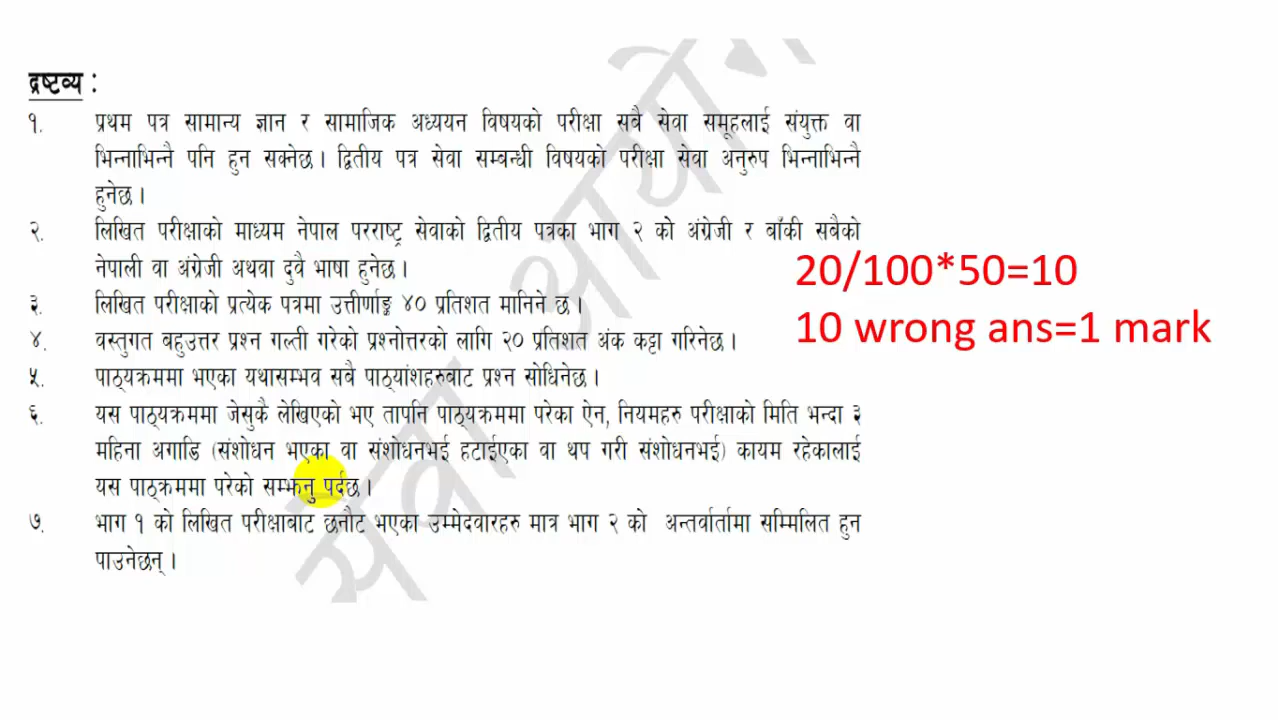 द्रष्टव्य :
१. प्रथम पत्र सामान्य ज्ञान र सामाजिक अध्ययन विषयको परीक्षा सबै सेवा समूहलाई संयुक्त वा
भिन्नाभिन्नै पनि हुन सक्नेछ । द्वितीय पत्र सेवा सम्बन्धी विषयको परीक्षा सेवा अनुरुप भिन्नाभिन्नै
हुनेछ ।
२. लिखित परीक्षाको माध्यम नेपाल परराष्ट्र सेवाको द्वितीय पत्रका भाग २ को अंग्रेजी र बाँकी सबैको
नेपाली वा अंग्रेजी अथवा दुवै भाषा हुनेछ ।
20/100*50=10
३. लिखित परीक्षाको प्रत्येक पत्रमा उत्तीर्णाङ्क ४० प्रतिशत मानिने छ ।
10 wrong ans=1 mark
४. वस्तुगत बहुउत्तर प्रश्न गल्ती गरेको प्रश्नोत्तरको लागि २० प्रतिशत अंक कट्टा गरिनेछ ।
५. पाठ्यक्रममा भएका यथासम्भव सबै पाठ्यांशहरुबाट प्रश्न सोधिनेछ ।
६. यस पाठ्यक्रममा जेसुकै लेखिएको भए तापनि पाठ्यक्रममा परेका ऐन, नियमहरु परीक्षाको मिति भन्दा ३
महिना अगाडि (संशोधन भएका वा संशोधनभई हटाईएका वा थप गरी संशोधनभई) कायम रहेकालाई
यस पाठ्क्रममा परेको सम्झनु पर्दछ ।
७. भाग १ को लिखित परीक्षाबाट छनौट भएका उम्मेदवारहरु मात्र भाग २ को अन्तर्वार्तामा सम्मिलित हुन
पाउनेछन् ।